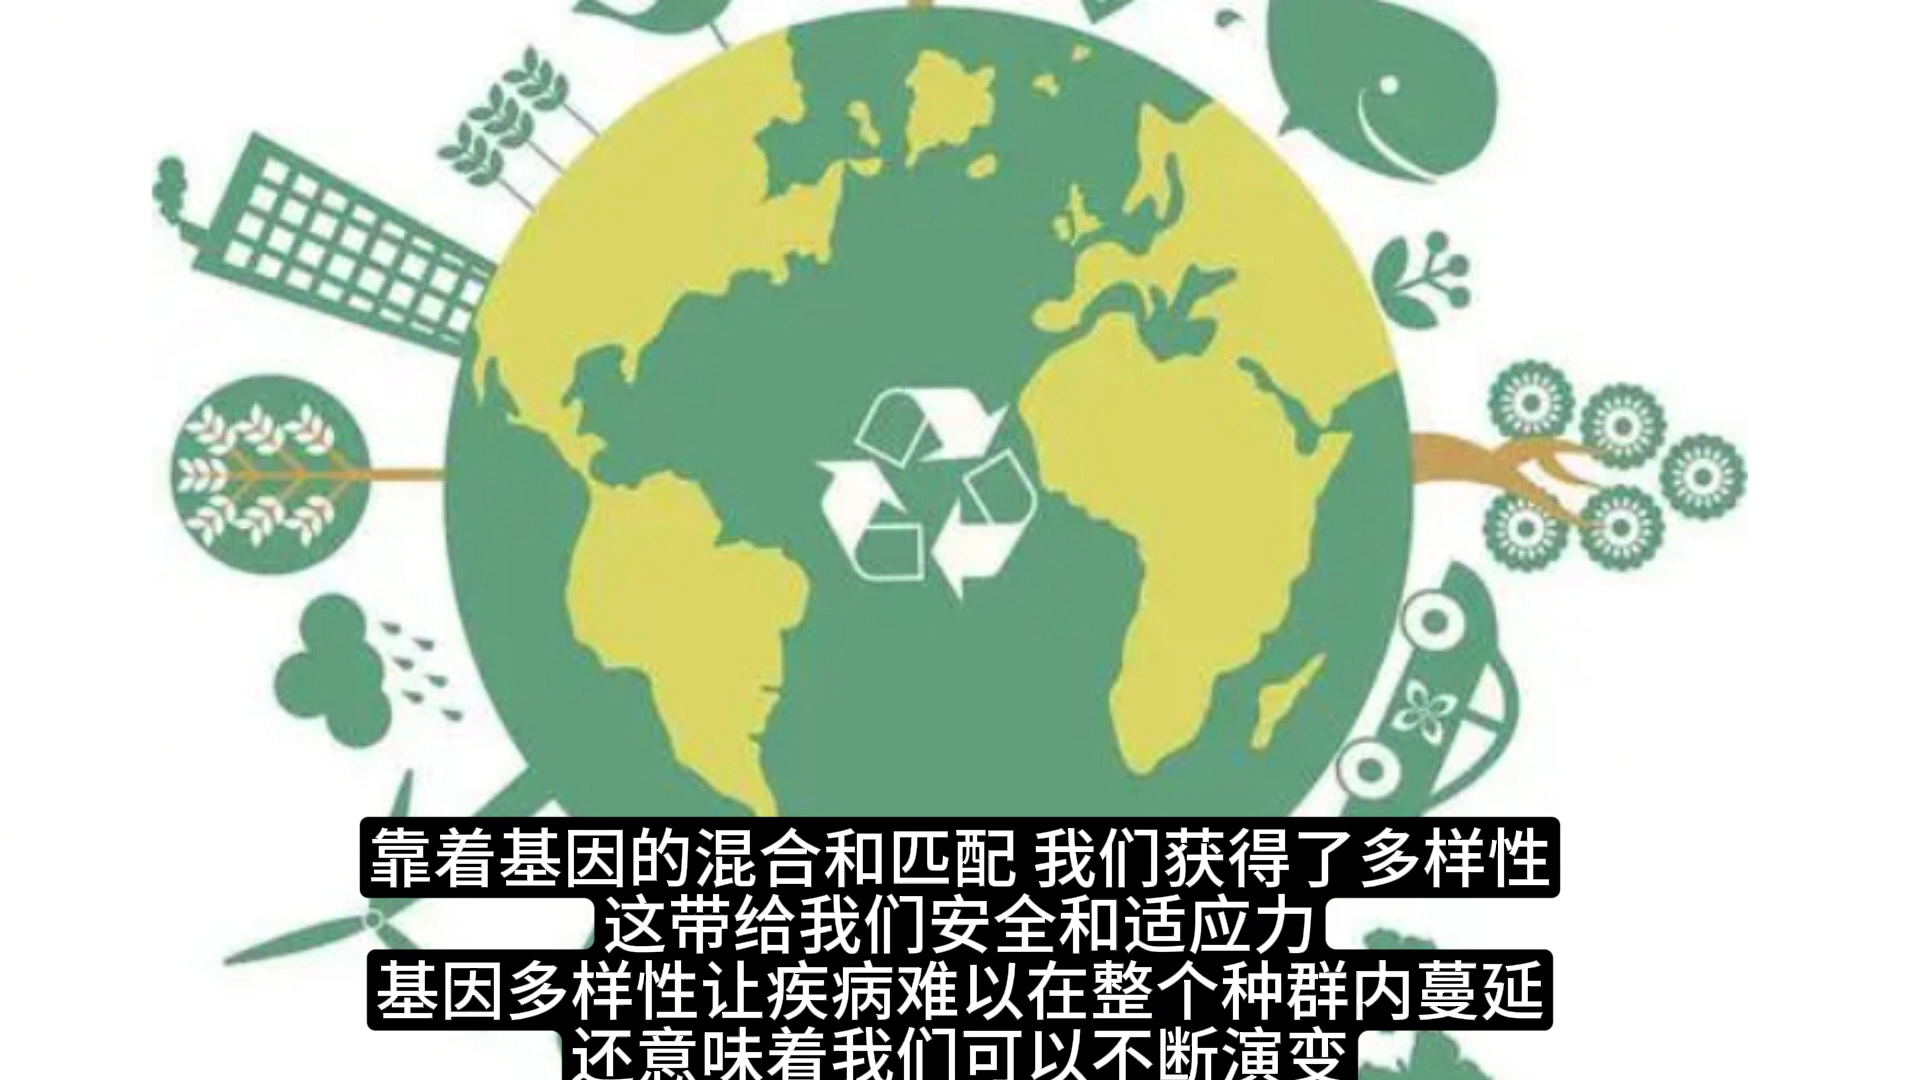 靠着基因的混合和匹配 我们获得了多样性
这带给我们安全和适应力
基因多样性让疾病难以在整个种群内蔓延
还意味着我们可以不断演变